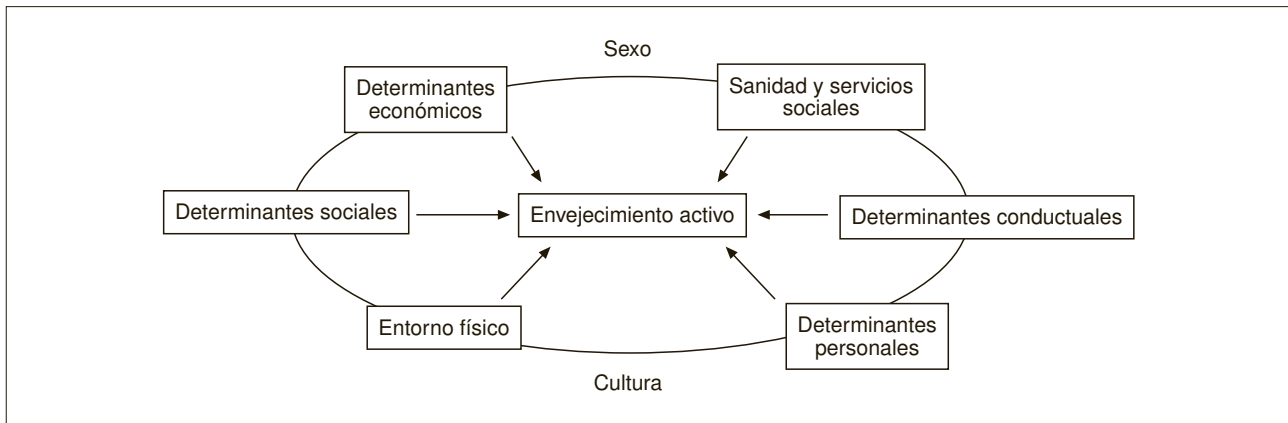 Sexo
Determinantes
económicos
Sanidad y servicios
sociales
Determinantes sociales
Envejecimiento activo
Determinantes conductuales
Entorno físico
Determinantes
personales
Cultura